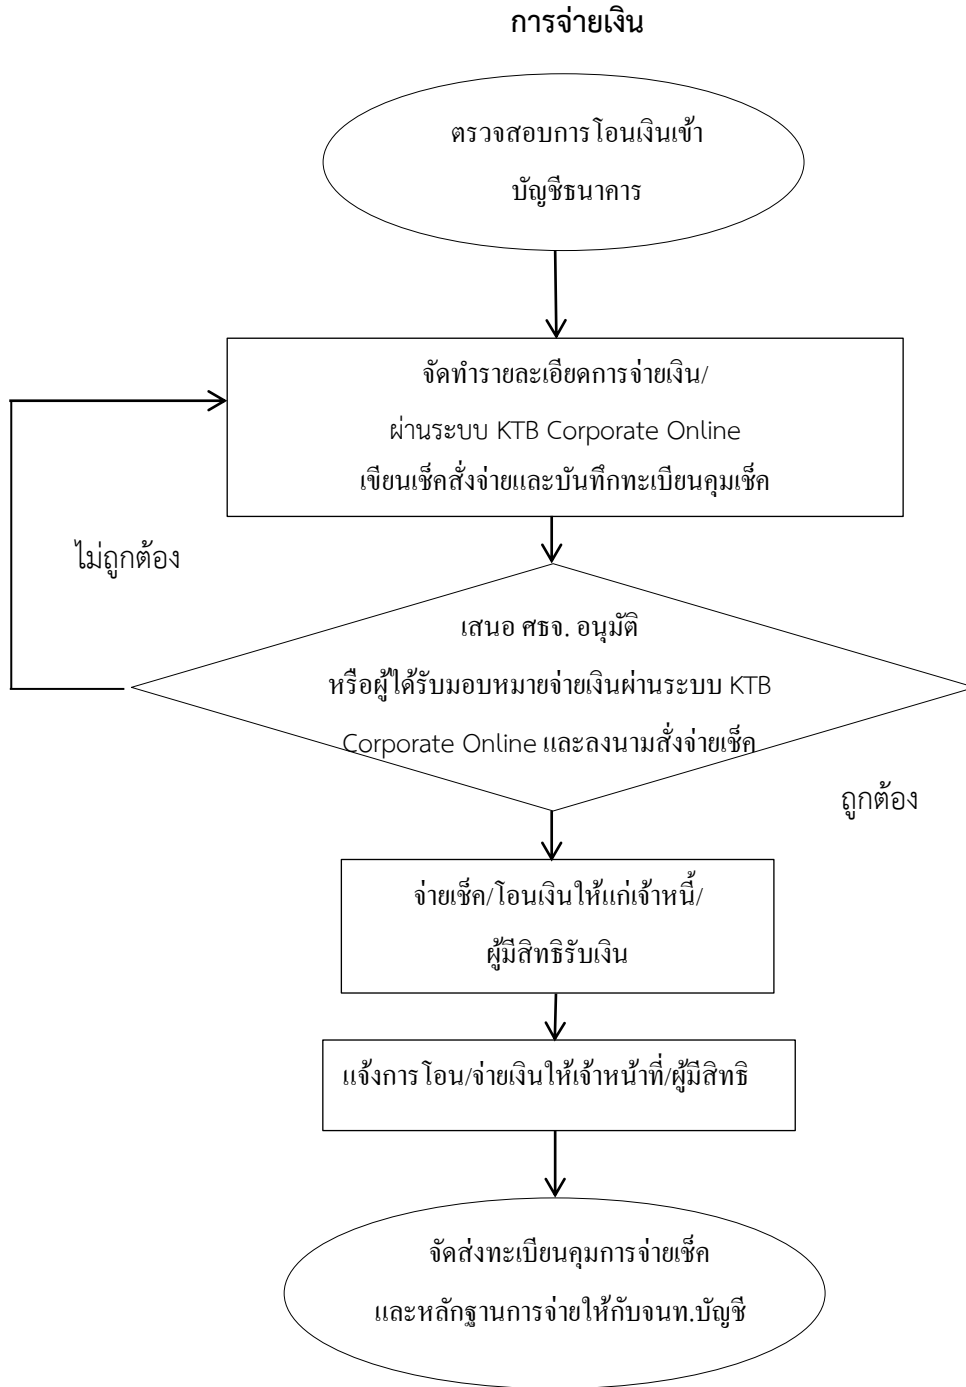 การจ่ายเงิน
ตรวจสอบการโอนเงินเข้า
บัญชีธนาคาร
จัดทำรายละเอียดการจ่ายเงิน/
ผ่านระบบ KTB Corporate Online
เขียนเช็คสั่งจ่ายและบันทึกทะเบียนคุมเช็ค
ไม่ถูกต้อง
เสนอ ศธจ. อนุมัติ
หรือผู้ได้รับมอบหมายจ่ายเงินผ่านระบบ KTB
Corporate Online และลงนามสั่งจ่ายเช็ค
ถูกต้อง
จ่ายเช็ค/โอนเงินให้แก่เจ้าหนี้/
ผู้มีสิทธิรับเงิน
แจ้งการโอน/จ่ายเงินให้เจ้าหน้าที่/ผู้มีสิทธิ
จัดส่งทะเบียนคุมการจ่ายเช็ค
และหลักฐานการจ่ายให้กับจนท.บัญชี